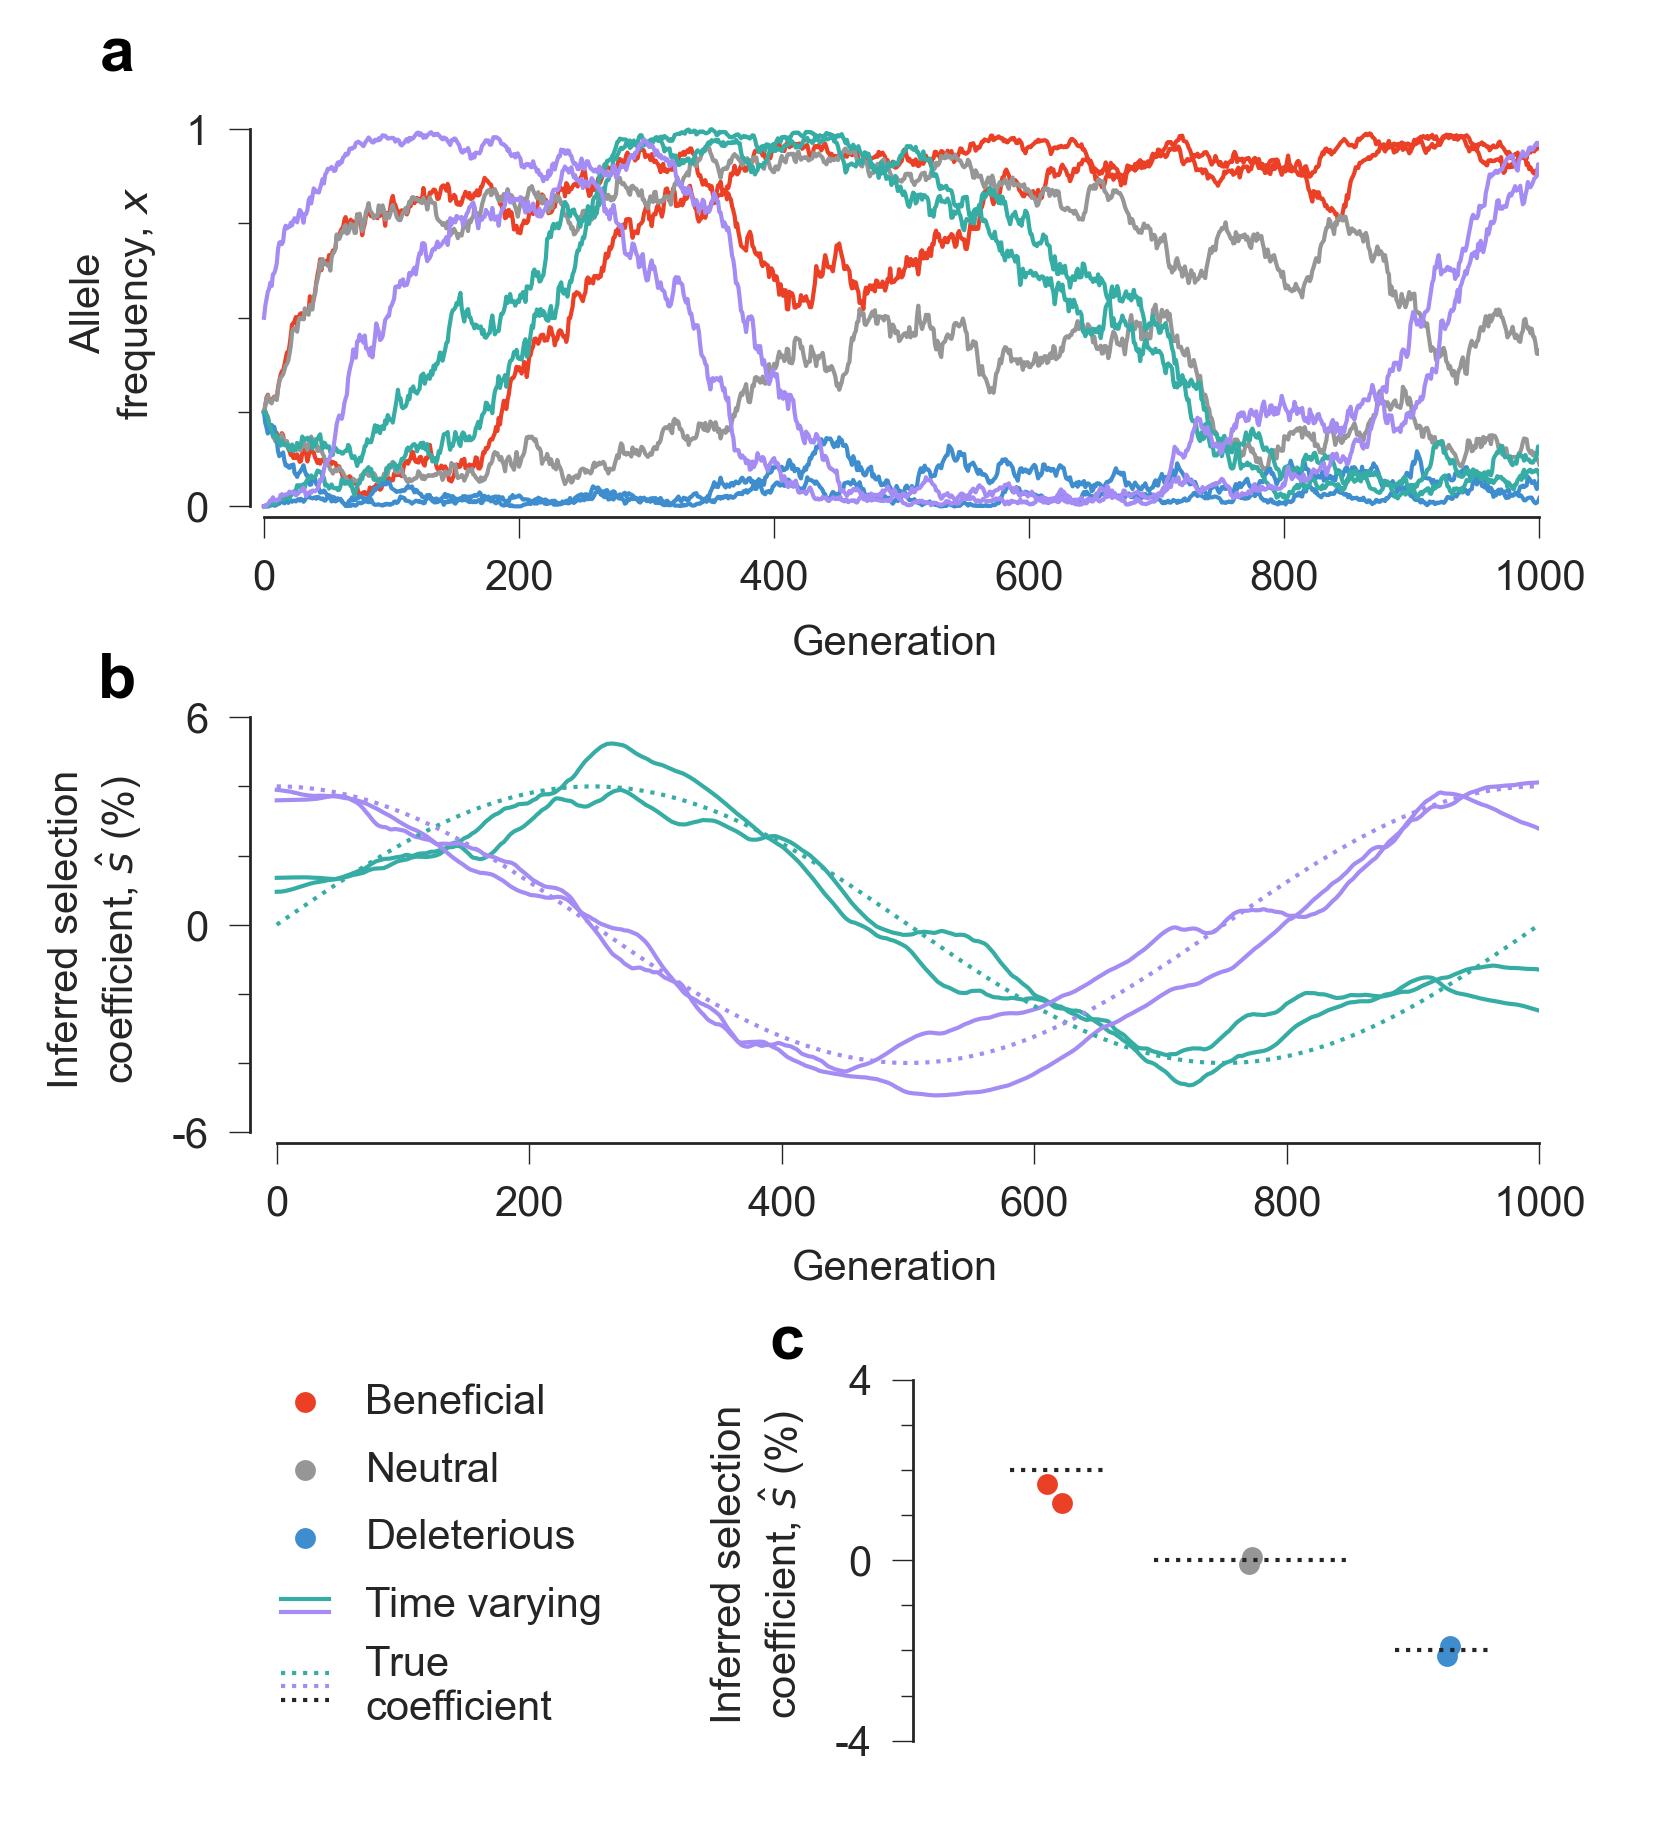 a
1
0
Allele
frequency, x
0 200 400 600 800 1000
Generation
b
6
0
-6
Inferred selection
coefficient, ŝ (%)
0 200 400 600 800 1000
Generation
Beneficial
Neutral
Deleterious
Time varying
True
coefficient
c
4
0
-4
Inferred selection
coefficient, ŝ (%)